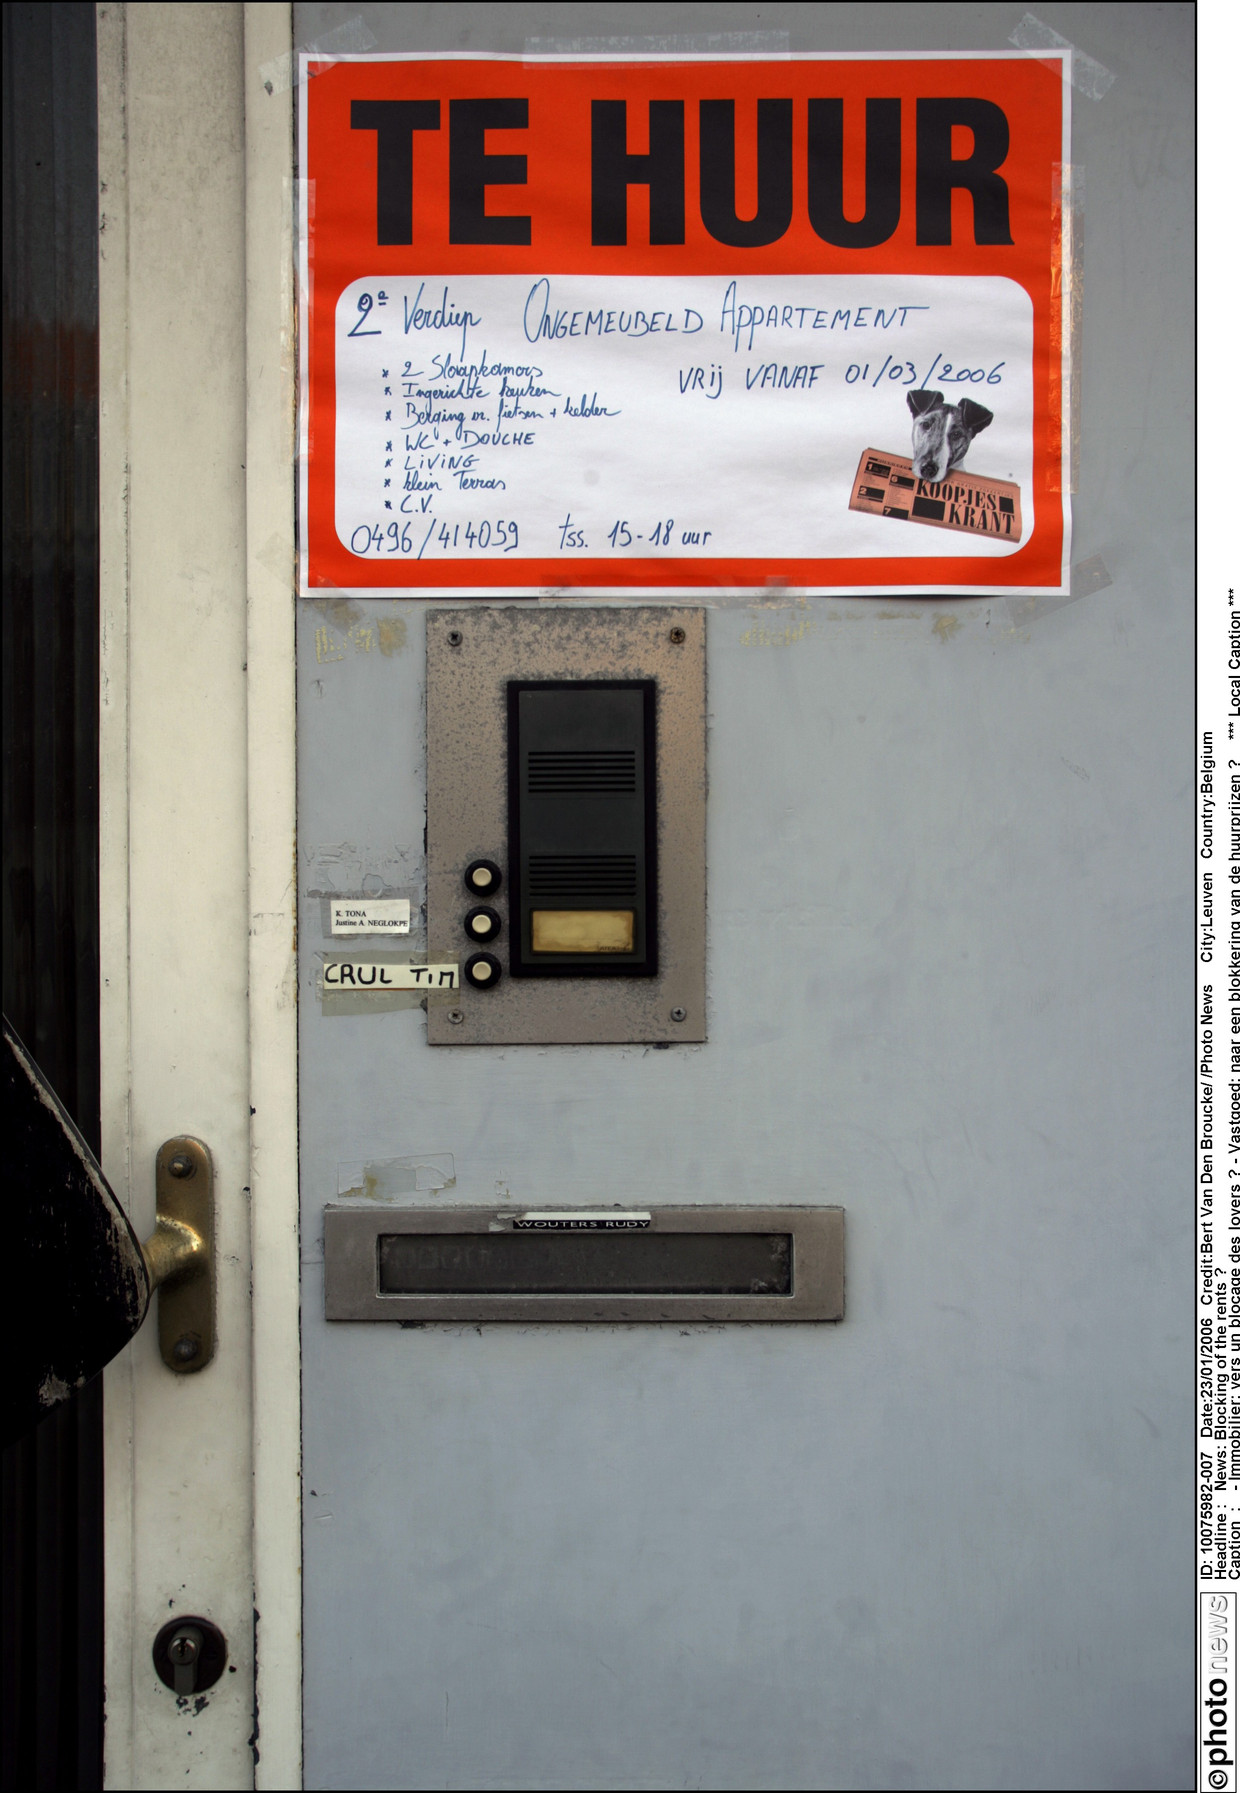 TE HUUR
2e Verdiep ONGEMEUBELD APPARTEMENT
* 2 Slaapkamers
VRIJ VANAF 01/03/2006
* Ingerichte keuken
* Berging vr. fietsen + kelder
* WC + DOUCHE
* LIVING
* klein Terras
* C.V.
KOOPJES
KRANT
0496/414059 tss. 15-18 uur
K. TONA
Justine A. NEGLOKPE
CRUL TIM
WOUTERS RUDY
ID: 10075982-007 Date:23/01/2006 Credit:Bert Van Den Broucke/ /Photo News City:Leuven Country:Belgium
Headline : News: Blocking of the rents ?
Caption : - Immobilier: vers un blocage des loyers ? - Vastgoed: naar een blokkering van de huurprijzen ? *** Local Caption ***
©photo news